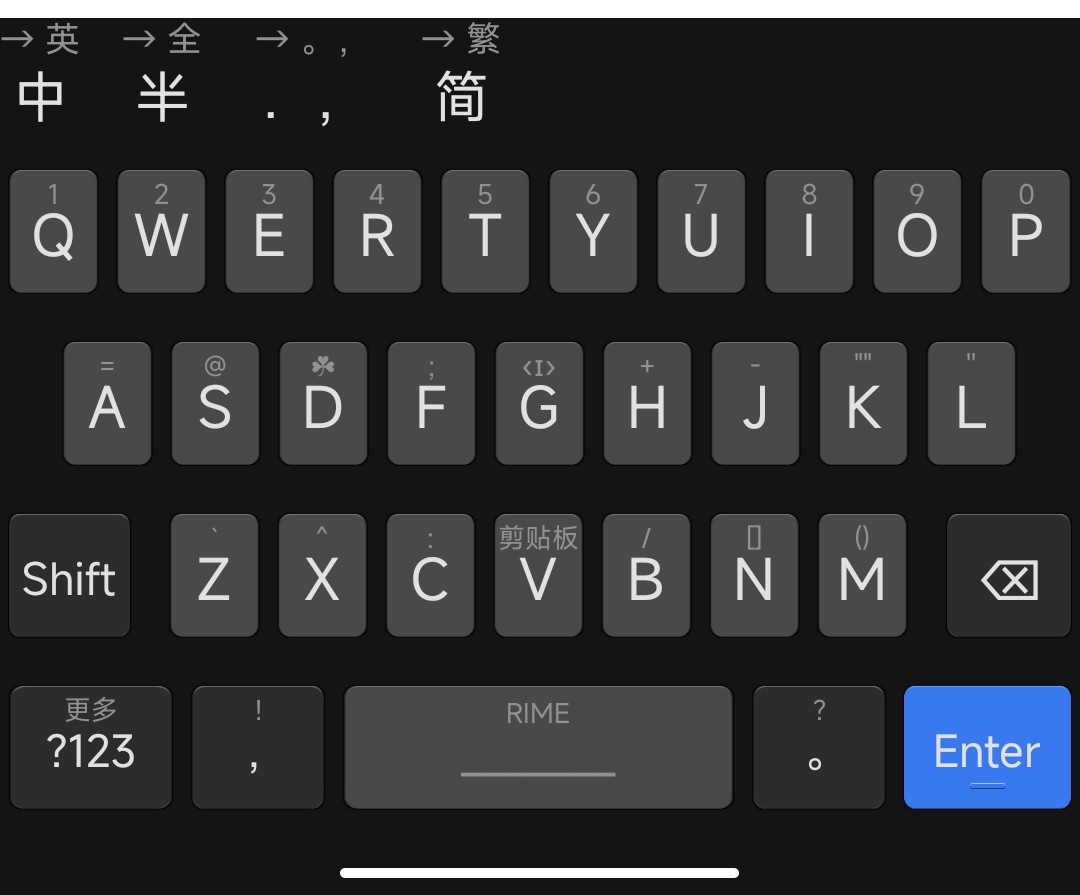 → 英 → 全 → 。, → 繁
中 半 . , 简
1 2 3 4 5 6 7 8 9 0
Q W E R T Y U I O P
= @ ☘ ; ‹I› + - "" "
A S D F G H J K L
` ^ : 剪贴板 / [] ()
Shift Z X C V B N M
更多 ! RIME ?
?123 , 。 Enter